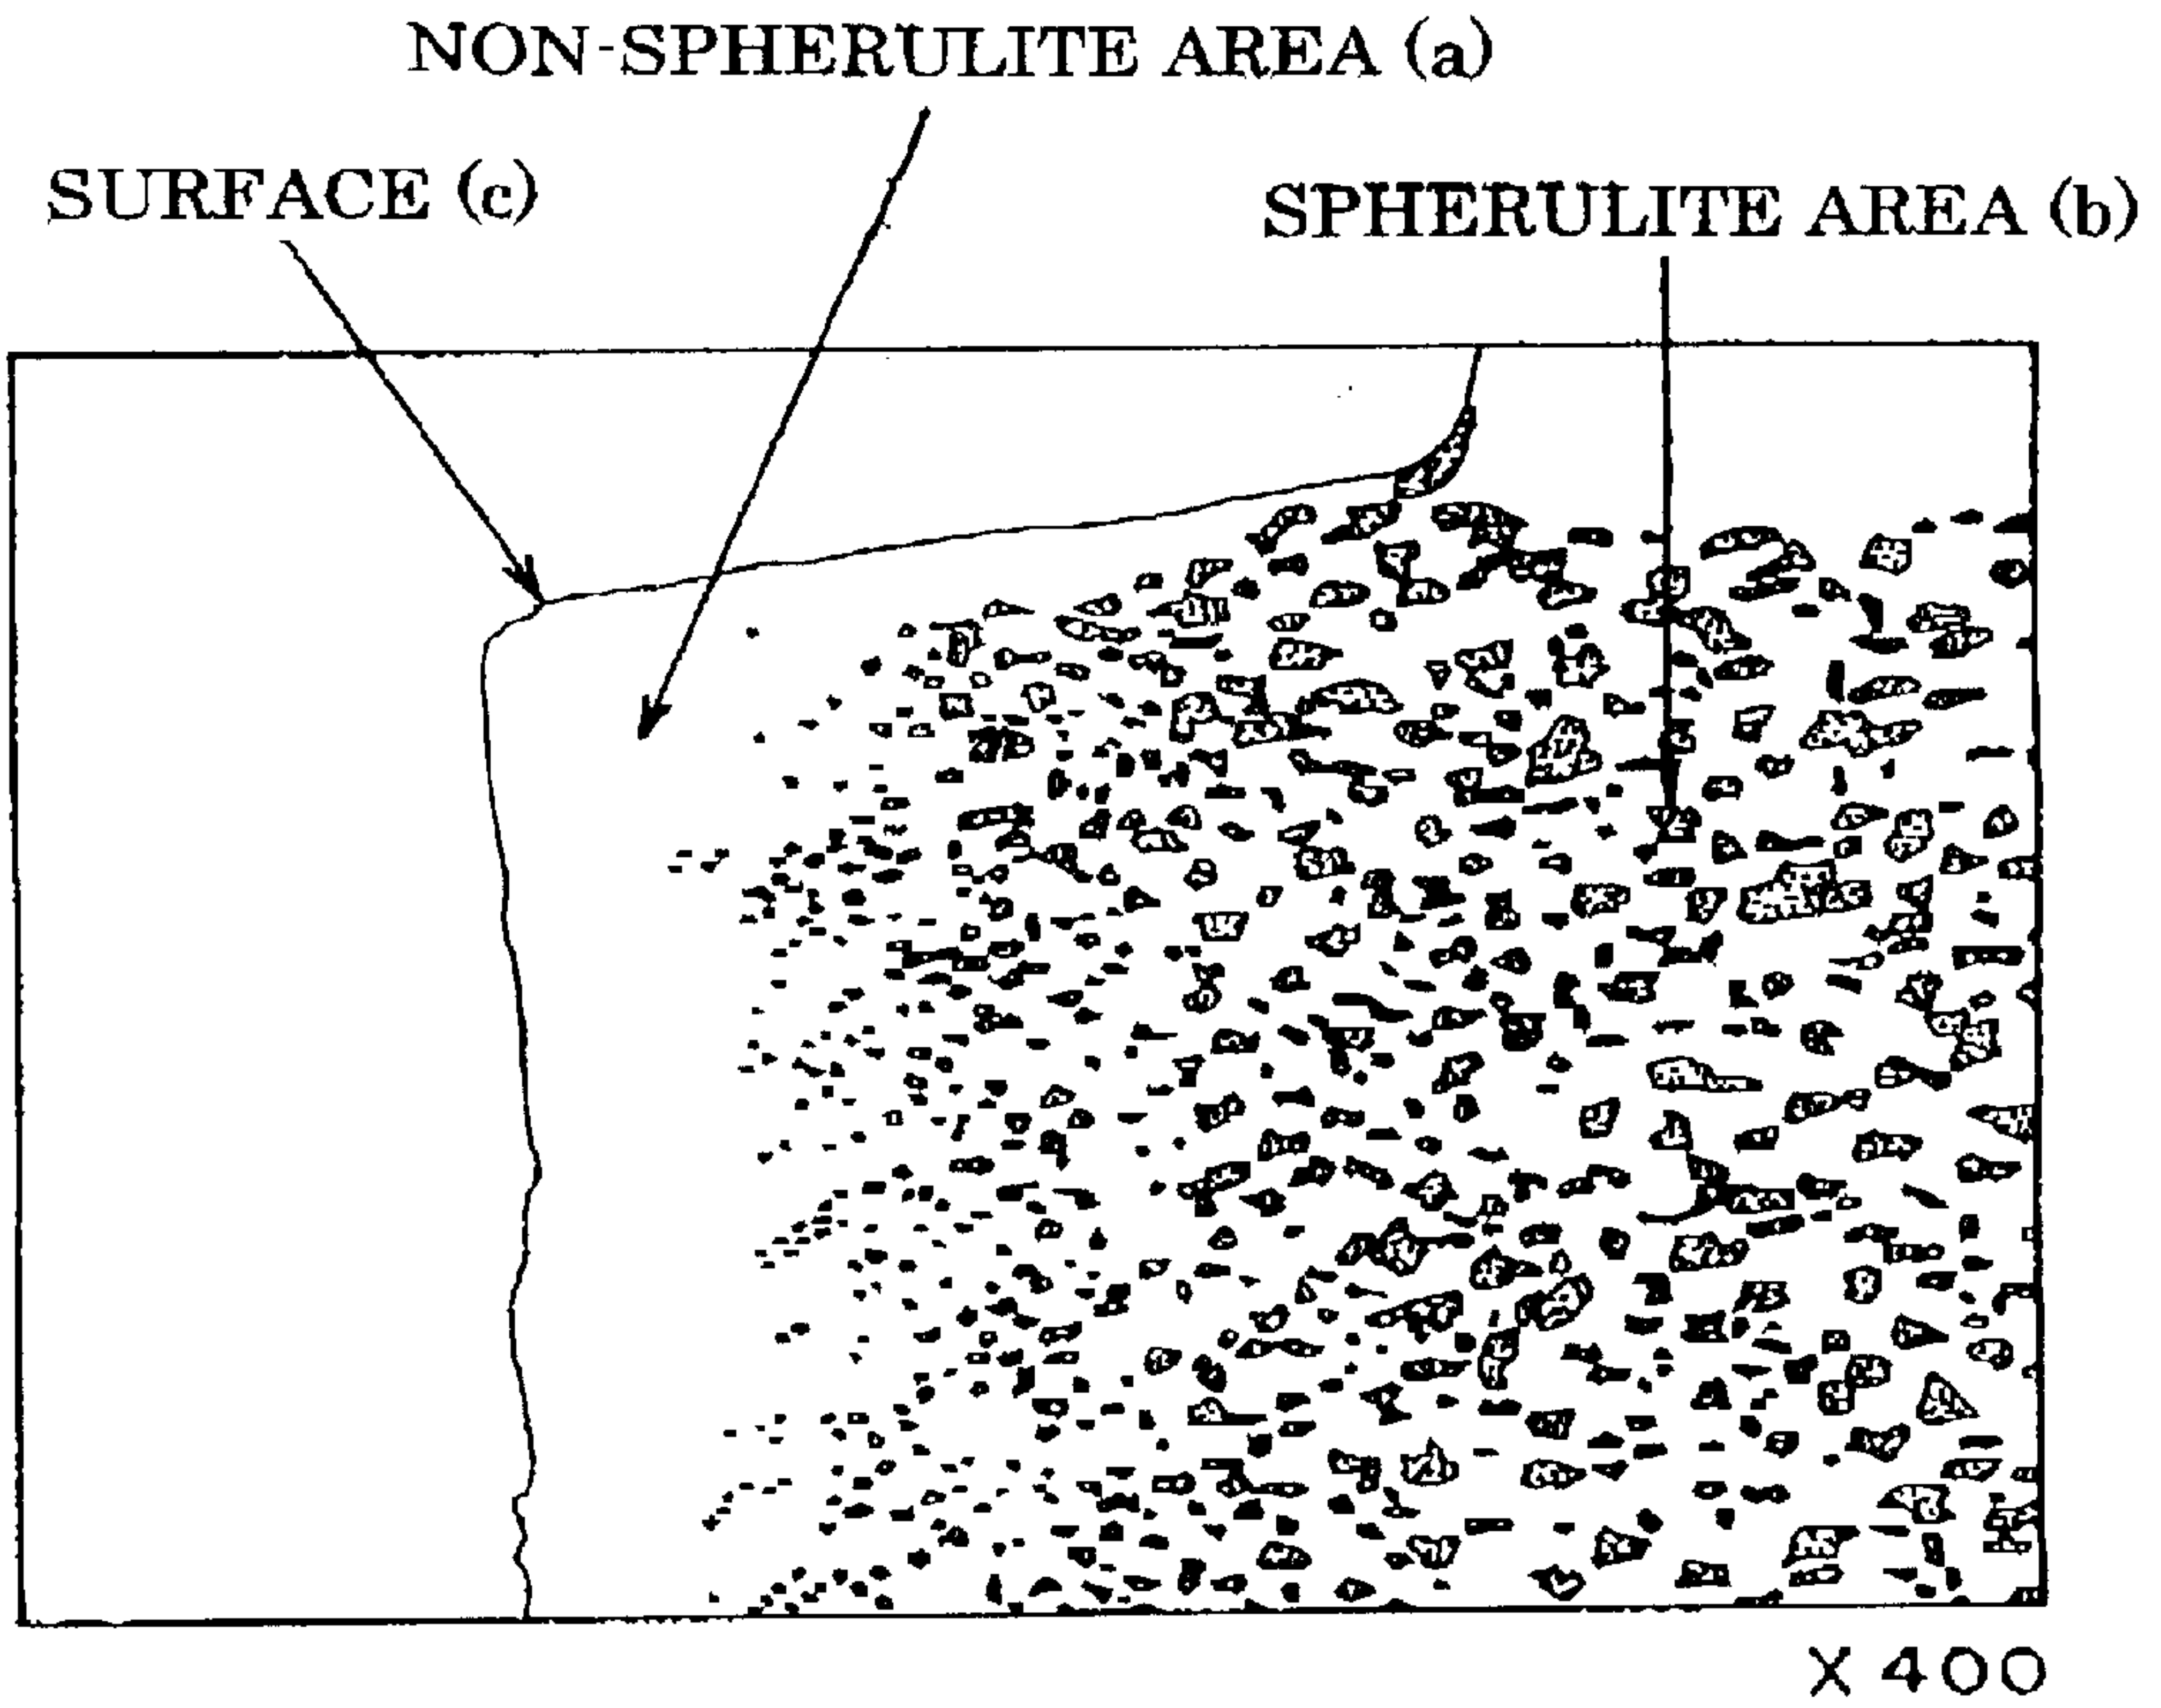 NON-SPHERULITE AREA (a)
SURFACE (c)
SPHERULITE AREA (b)
X 400